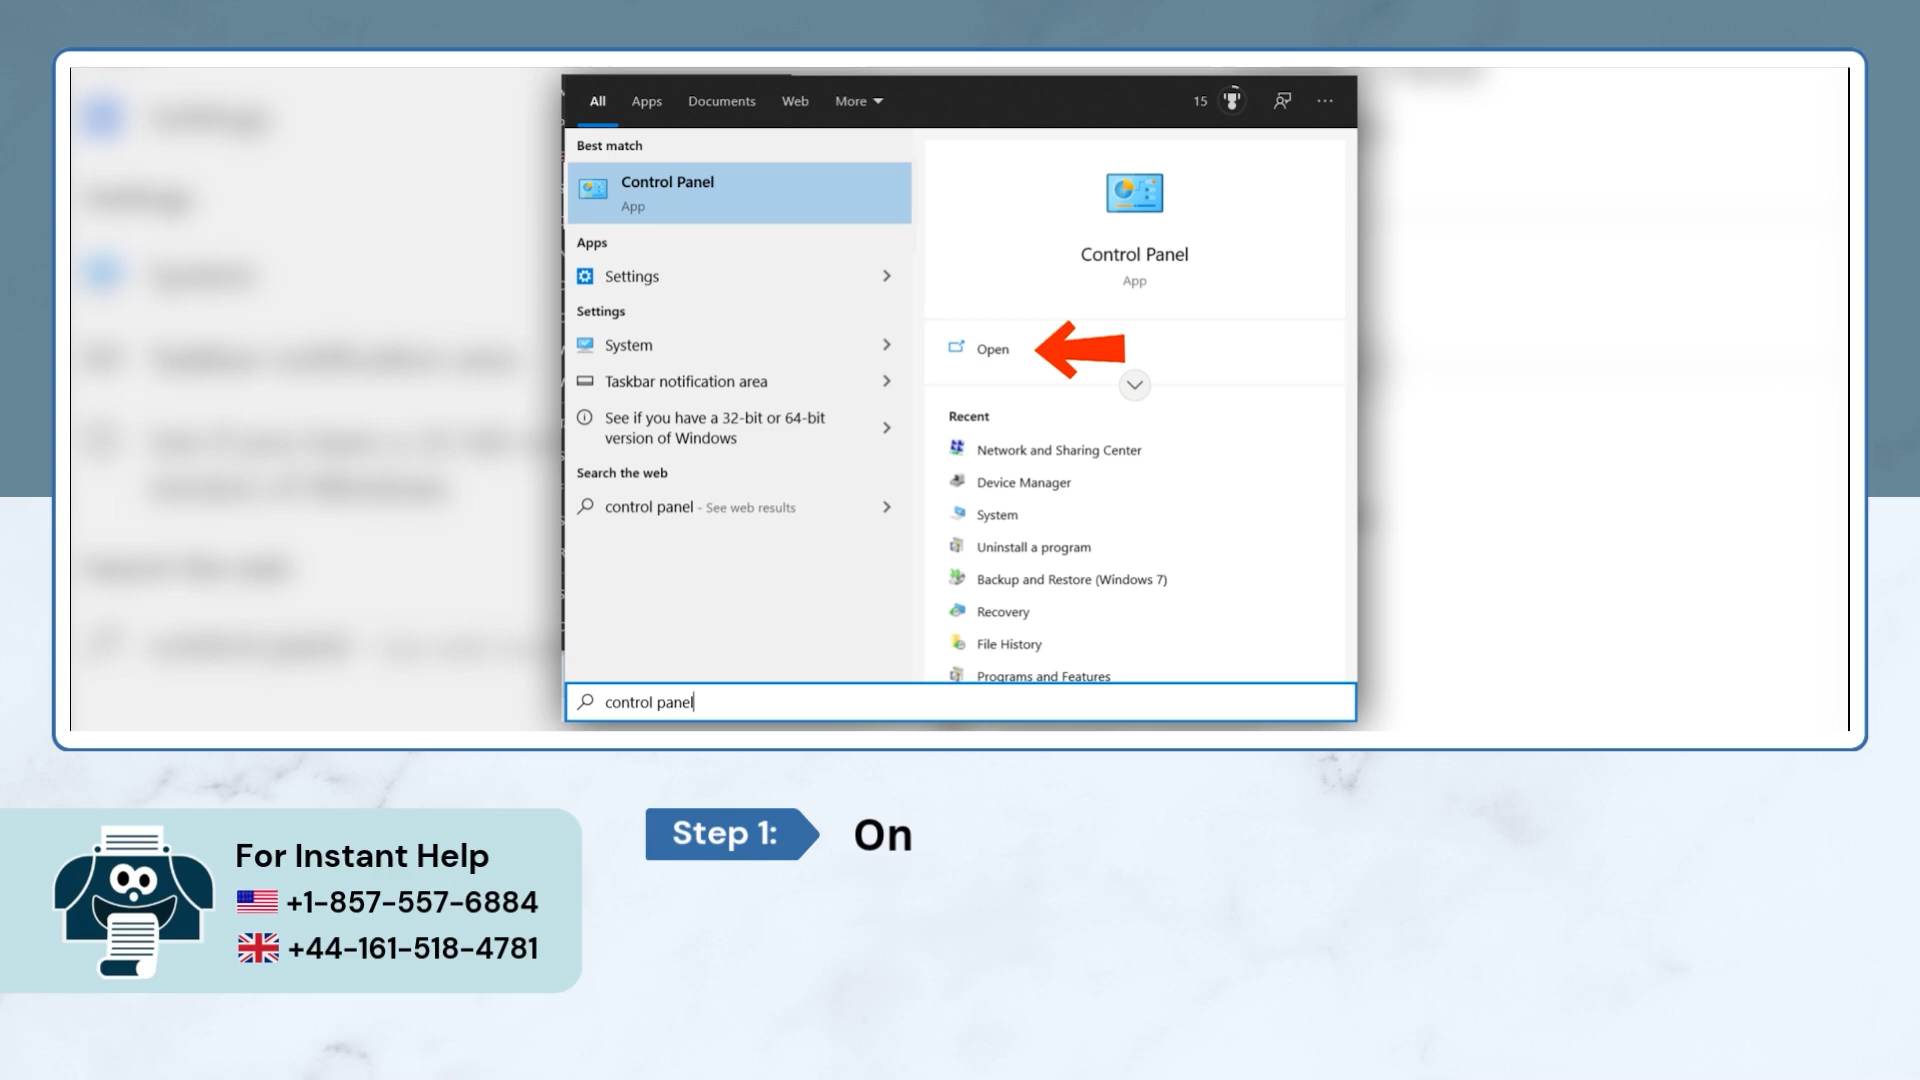 All Apps Documents Web More 15
Best match
Control Panel
App
Apps
Settings
Settings
System
Taskbar notification area
See if you have a 32-bit or 64-bit
version of Windows
Search the web
control panel - See web results
Control Panel
App
Open
Recent
Network and Sharing Center
Device Manager
System
Uninstall a program
Backup and Restore (Windows 7)
Recovery
File History
Programs and Features
control panel
For Instant Help
+1-857-557-6884
+44-161-518-4781
Step 1: On